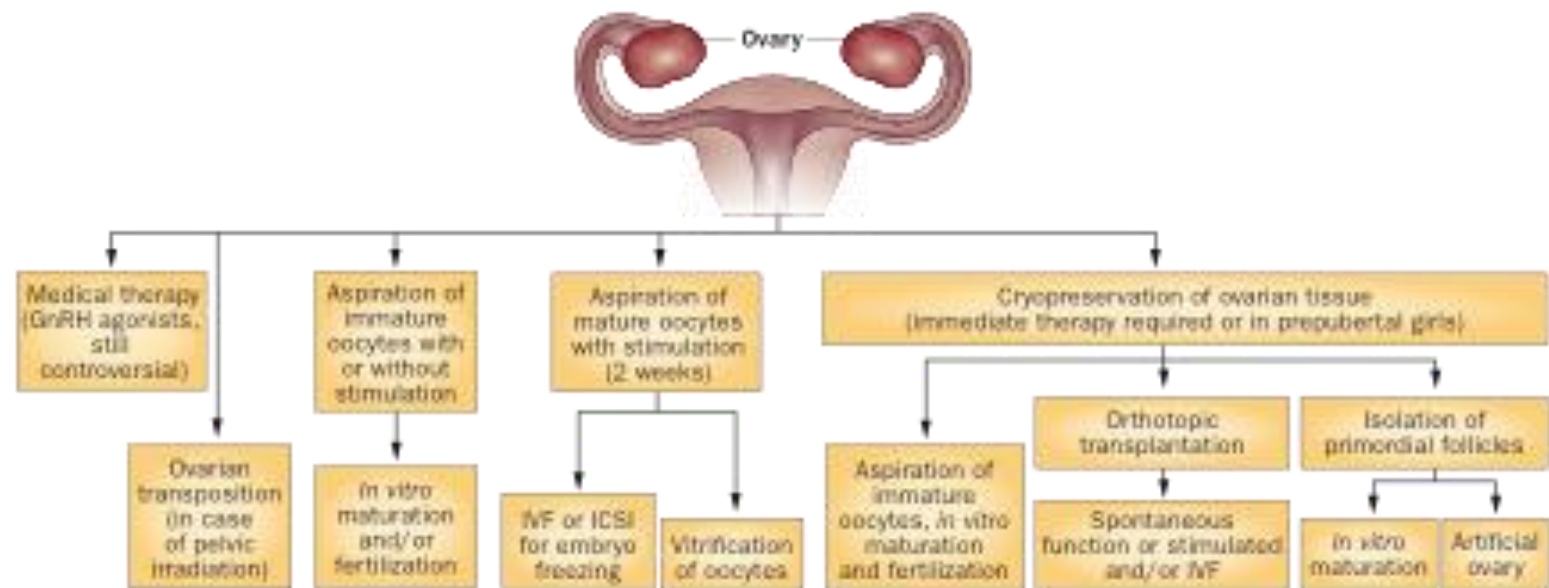 Ovary
Medical therapy
(GnRH agonists,
still
controversial)
Ovarian
transposition
(in case
of pelvic
irradiation)
Aspiration of
immature
oocytes with
or without
stimulation
In vitro
maturation
and/or
fertilization
Aspiration of
mature oocytes
with stimulation
(2 weeks)
IVF or ICSI
for embryo
freezing
Vitrification
of oocytes
Cryopreservation of ovarian tissue
(immediate therapy required or in prepubertal girls)
Aspiration of
immature
oocytes, in vitro
maturation
and fertilization
Orthotopic
transplantation
Spontaneous
function or stimulated
and/or IVF
Isolation of
primordial follicles
In vitro
maturation
Artificial
ovary